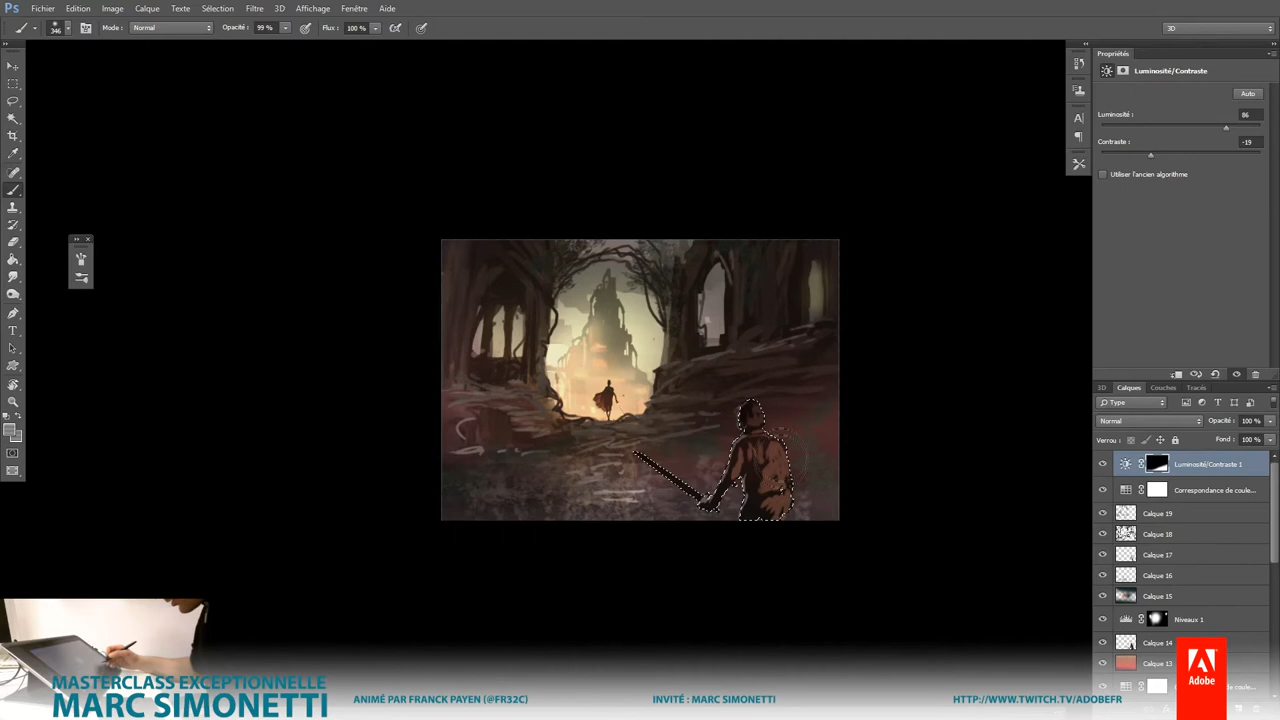 Ps Fichier Edition Image Calque Texte Sélection Filtre 3D Affichage Fenêtre Aide
346 Mode : Normal Opacité : 99 % Flux : 100 % 3D
Propriétés
Luminosité/Contraste
Auto
Luminosité : 86
Contraste : -19
Utiliser l'ancien algorithme
3D Calques Couches Tracés
Type
Normal Opacité : 100 %
Verrou : Fond : 100 %
Luminosité/Contraste 1
Correspondance de coule...
Calque 19
Calque 18
Calque 17
Calque 16
Calque 15
Niveaux 1
Calque 14
Calque 13
Adobe
MASTERCLASS EXCEPTIONNELLE
MARC SIMONETTI
ANIMÉ PAR FRANCK PAYEN (@FR32C) INVITÉ : MARC SIMONETTI HTTP://WWW.TWITCH.TV/ADOBEFR